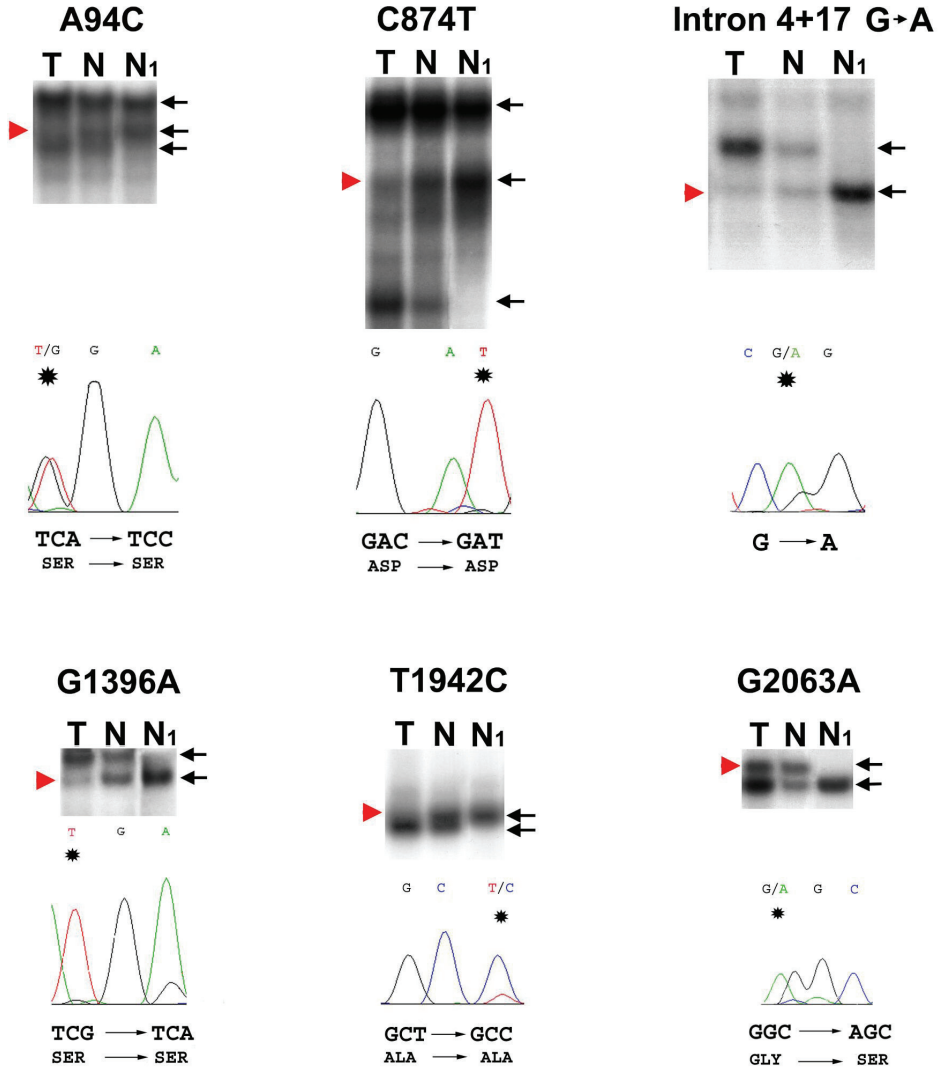 A94C
T N N1
T/G G A
TCA → TCC
SER → SER
C874T
T N N1
G A T
GAC → GAT
ASP → ASP
Intron 4+17 G→A
T N N1
C G/A G
G → A
G1396A
T N N1
T G A
TCG → TCA
SER → SER
T1942C
T N N1
G C T/C
GCT → GCC
ALA → ALA
G2063A
T N N1
G/A G C
GGC → AGC
GLY → SER